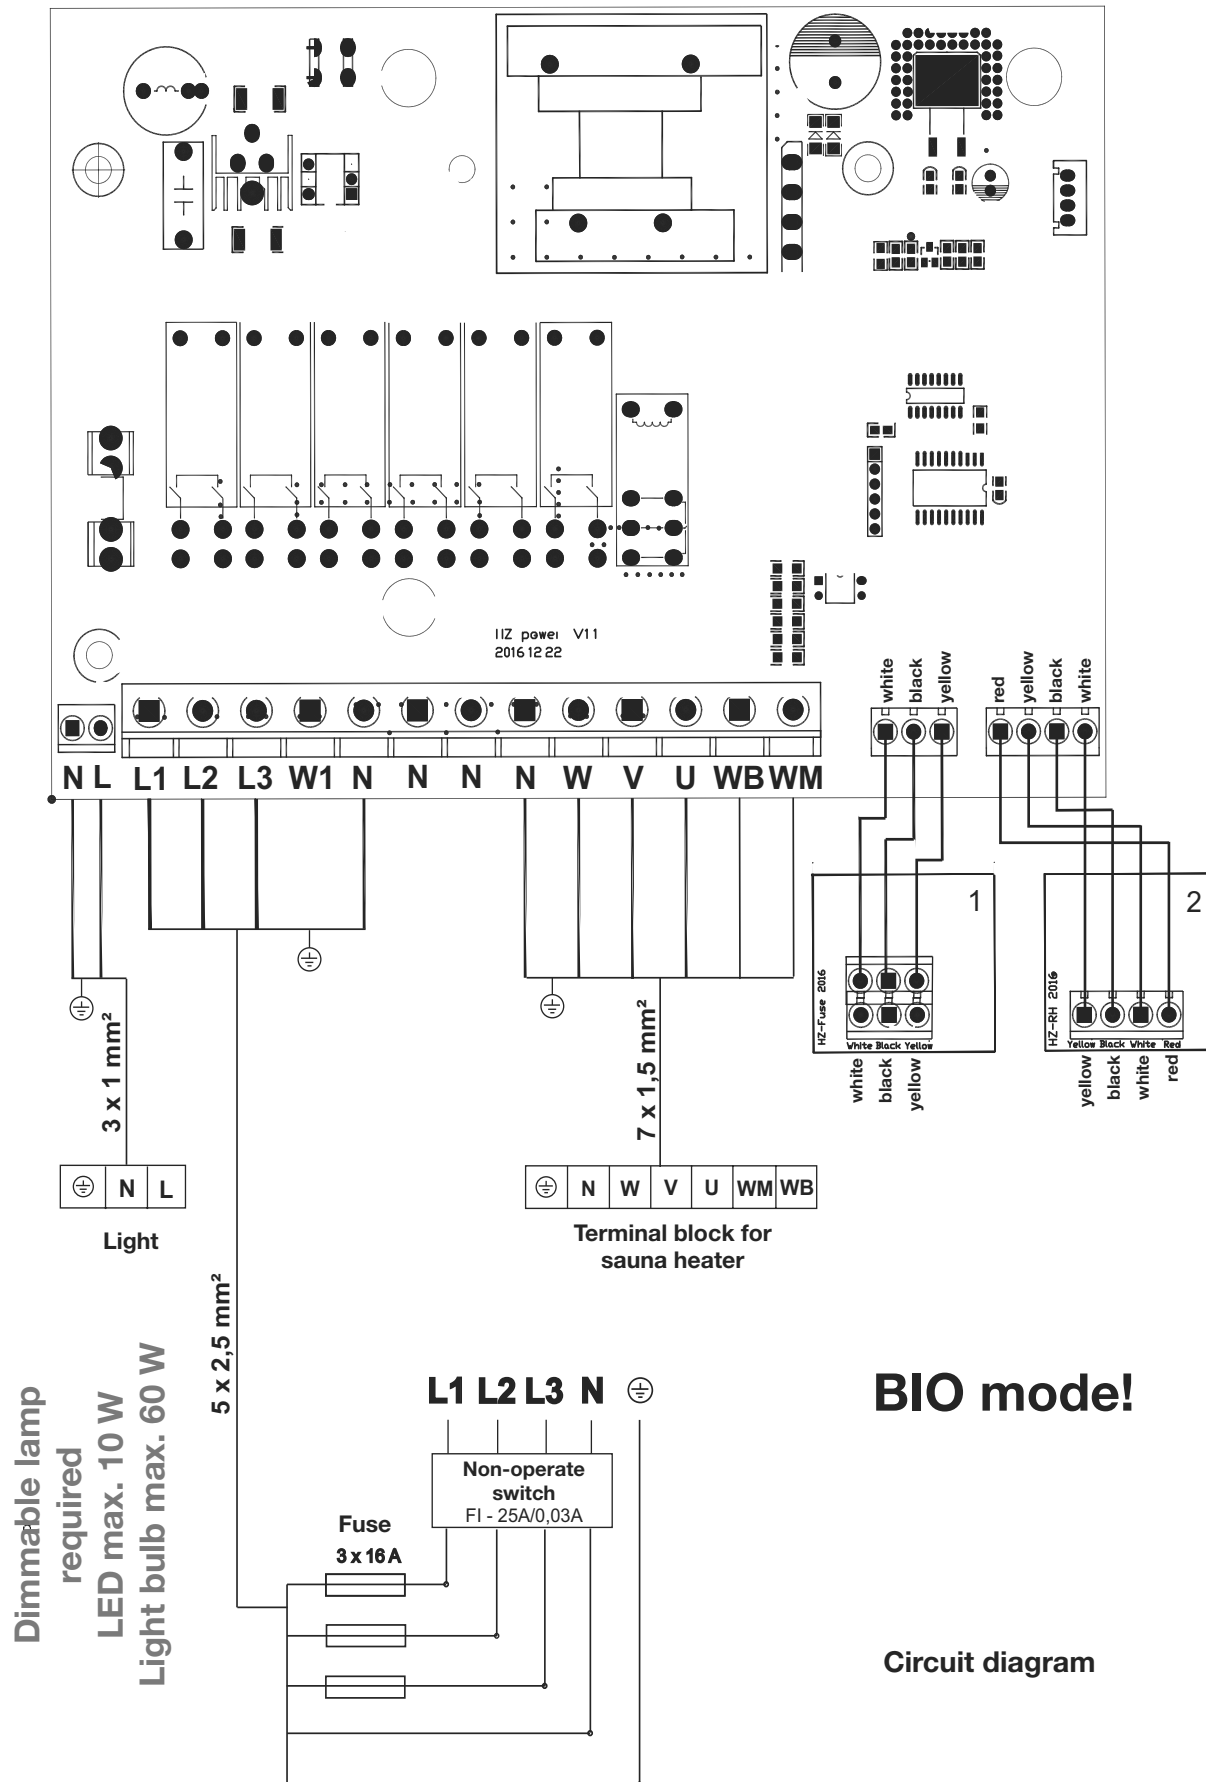 IIZ power V11
2016 12 22
white
black
yellow
red
yellow
black
white
N L L1 L2 L3 W1 N N N N W V U WB WM
1
2
HZ-Fuse 2016
White Black Yellow
white
black
yellow
HZ-RH 2016
Yellow Black White Red
yellow
black
white
red
3 x 1 mm²
7 x 1,5 mm²
N L
Light
N W V U WM WB
Terminal block for
sauna heater
5 x 2,5 mm²
L1 L2 L3 N
Non-operate
switch
FI - 25A/0,03A
Fuse
3 x 16 A
BIO mode!
Dimmable lamp
required
LED max. 10 W
Light bulb max. 60 W
Circuit diagram